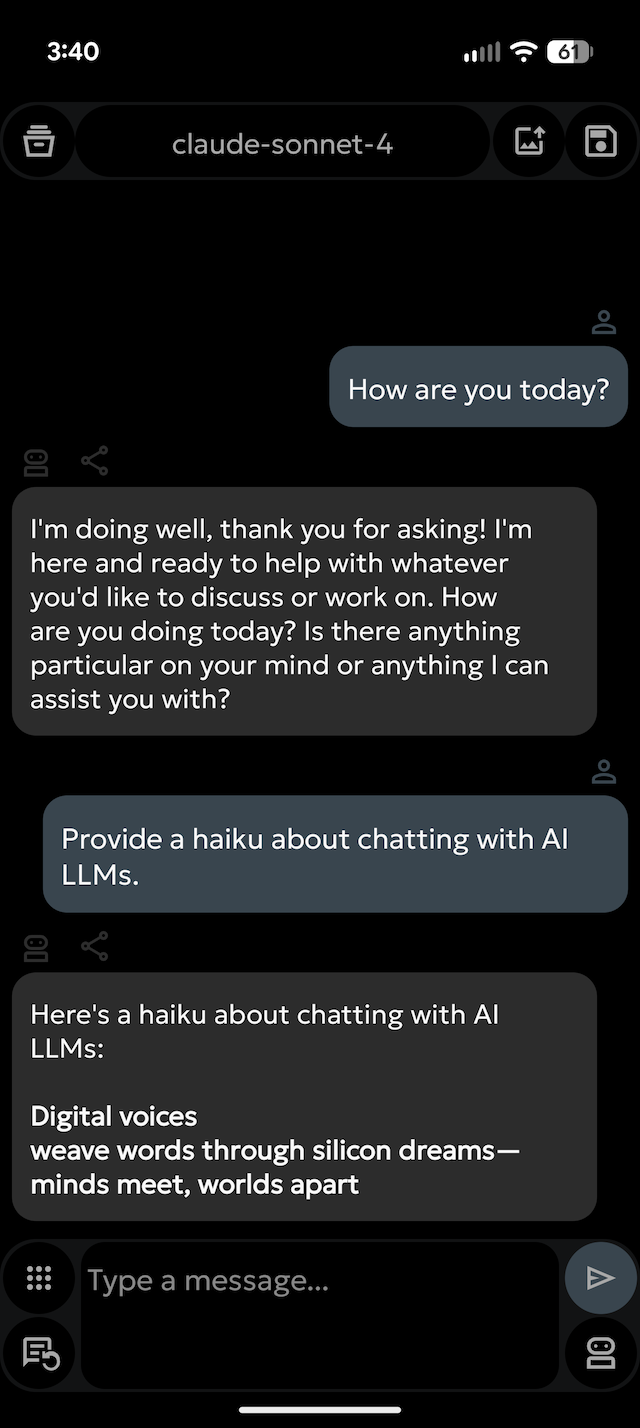 3:40
61
claude-sonnet-4
How are you today?
I'm doing well, thank you for asking! I'm
here and ready to help with whatever
you'd like to discuss or work on. How
are you doing today? Is there anything
particular on your mind or anything I can
assist you with?
Provide a haiku about chatting with AI
LLMs.
Here's a haiku about chatting with AI
LLMs:
Digital voices
weave words through silicon dreams—
minds meet, worlds apart
Type a message...